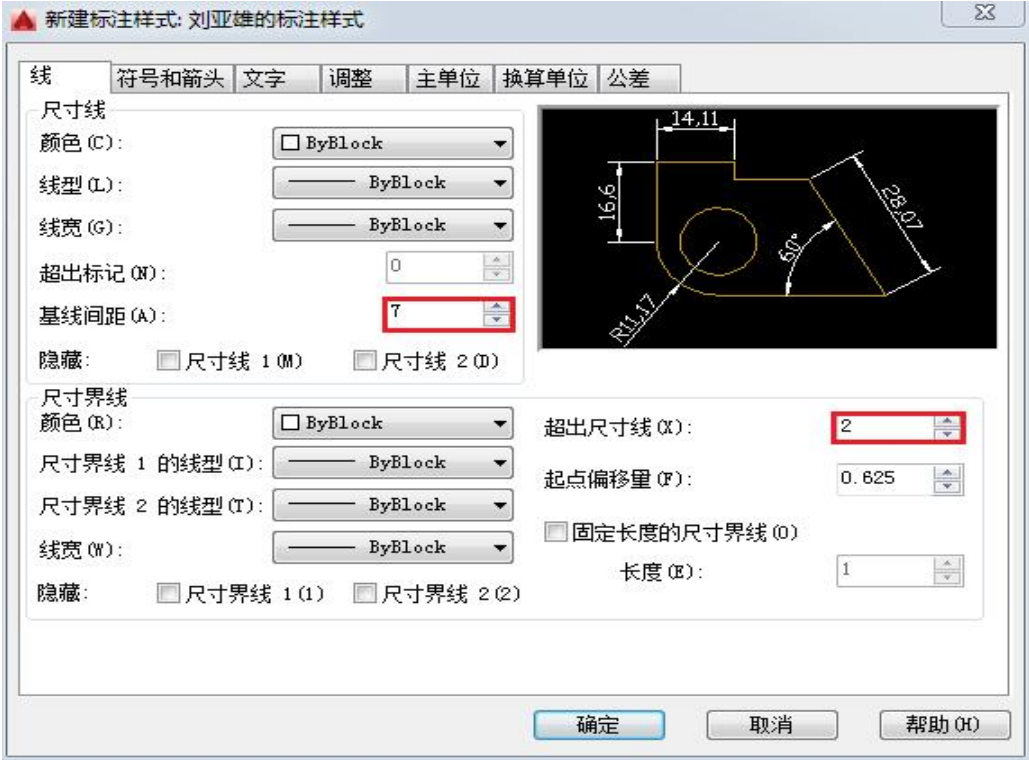 新建标注样式: 刘亚雄的标注样式
线 符号和箭头 文字 调整 主单位 换算单位 公差
尺寸线
颜色(C): ByBlock
线型(L): ByBlock
线宽(G): ByBlock
超出标记(N): 0
基线间距(A): 7
隐藏: 尺寸线 1(M) 尺寸线 2(D)
14,11
16,6
28,07
60°
R11,17
尺寸界线
颜色(R): ByBlock
尺寸界线 1 的线型(I): ByBlock
尺寸界线 2 的线型(T): ByBlock
线宽(W): ByBlock
隐藏: 尺寸界线 1(1) 尺寸界线 2(2)
超出尺寸线(X): 2
起点偏移量(F): 0.625
固定长度的尺寸界线(O)
长度(E): 1
确定 取消 帮助(H)